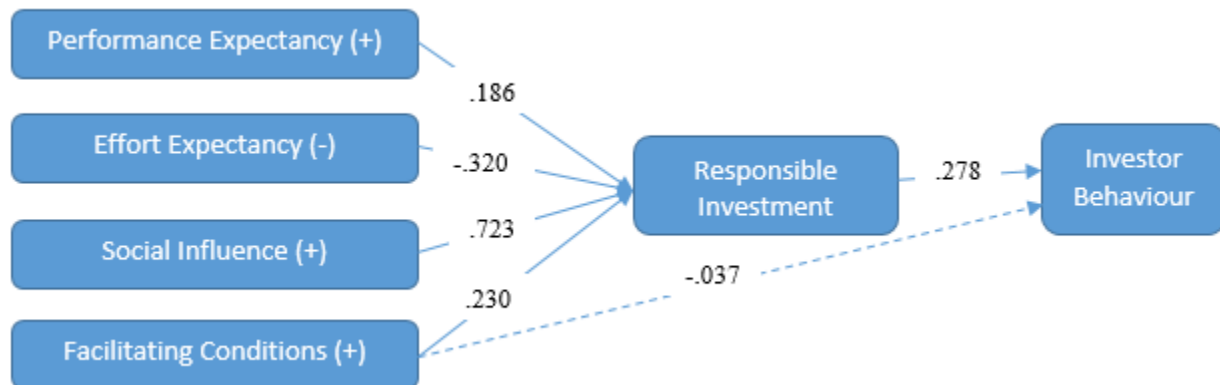 Performance Expectancy (+)
.186
Effort Expectancy (-)
-.320
Responsible
Investment
.278
Investor
Behaviour
Social Influence (+)
.723
-.037
.230
Facilitating Conditions (+)